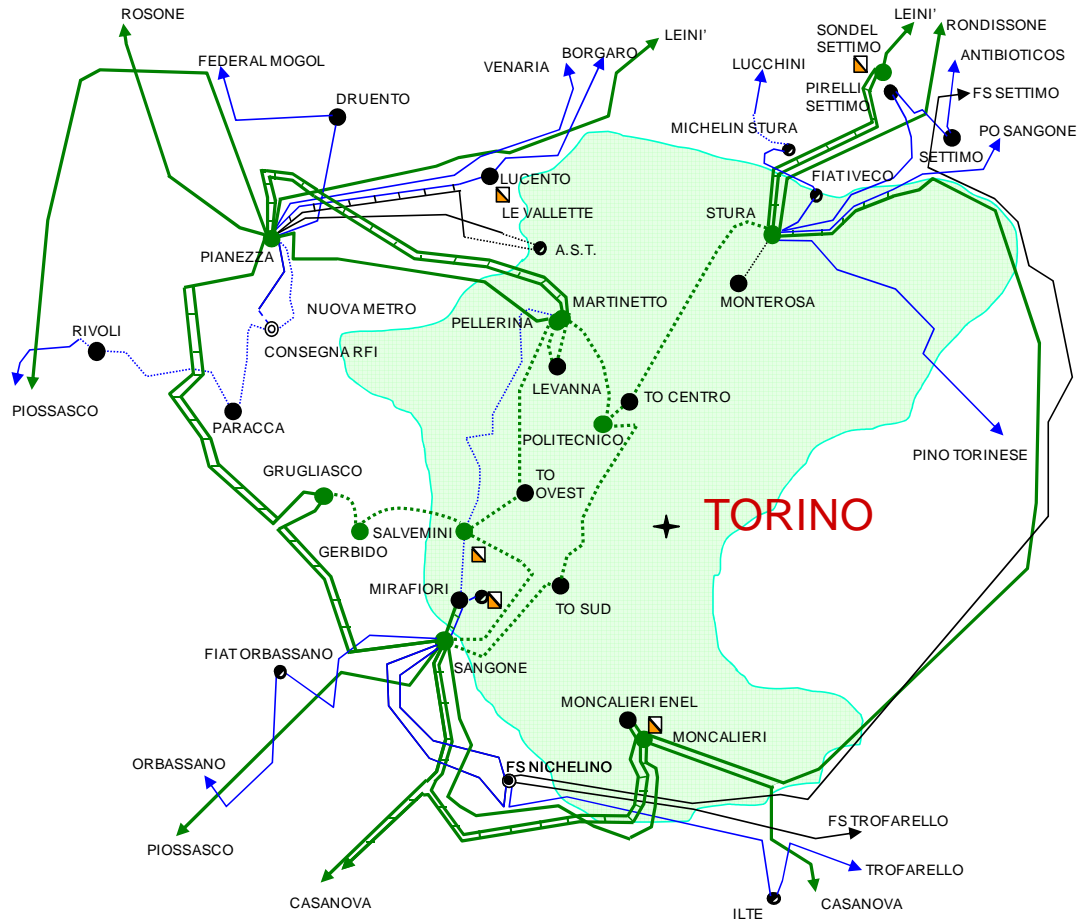 ROSONE
LEINI'
RONDISSONE
SONDEL
SETTIMO
LEINI'
BORGARO
VENARIA
FEDERAL MOGOL
LUCCHINI
ANTIBIOTICOS
PIRELLI
SETTIMO
FS SETTIMO
DRUENTO
MICHELIN STURA
PO SANGONE
SETTIMO
LUCENTO
FIAT IVECO
LE VALLETTE
STURA
A.S.T.
PIANEZZA
NUOVA METRO
MARTINETTO
MONTEROSA
PELLERINA
RIVOLI
CONSEGNA RFI
LEVANNA
TO CENTRO
PIOSSASCO
PARACCA
POLITECNICO
PINO TORINESE
GRUGLIASCO
TO
OVEST
TORINO
SALVEMINI
GERBIDO
MIRAFIORI
TO SUD
FIAT ORBASSANO
SANGONE
MONCALIERI ENEL
MONCALIERI
ORBASSANO
FS NICHELINO
FS TROFARELLO
PIOSSASCO
TROFARELLO
CASANOVA
CASANOVA
ILTE